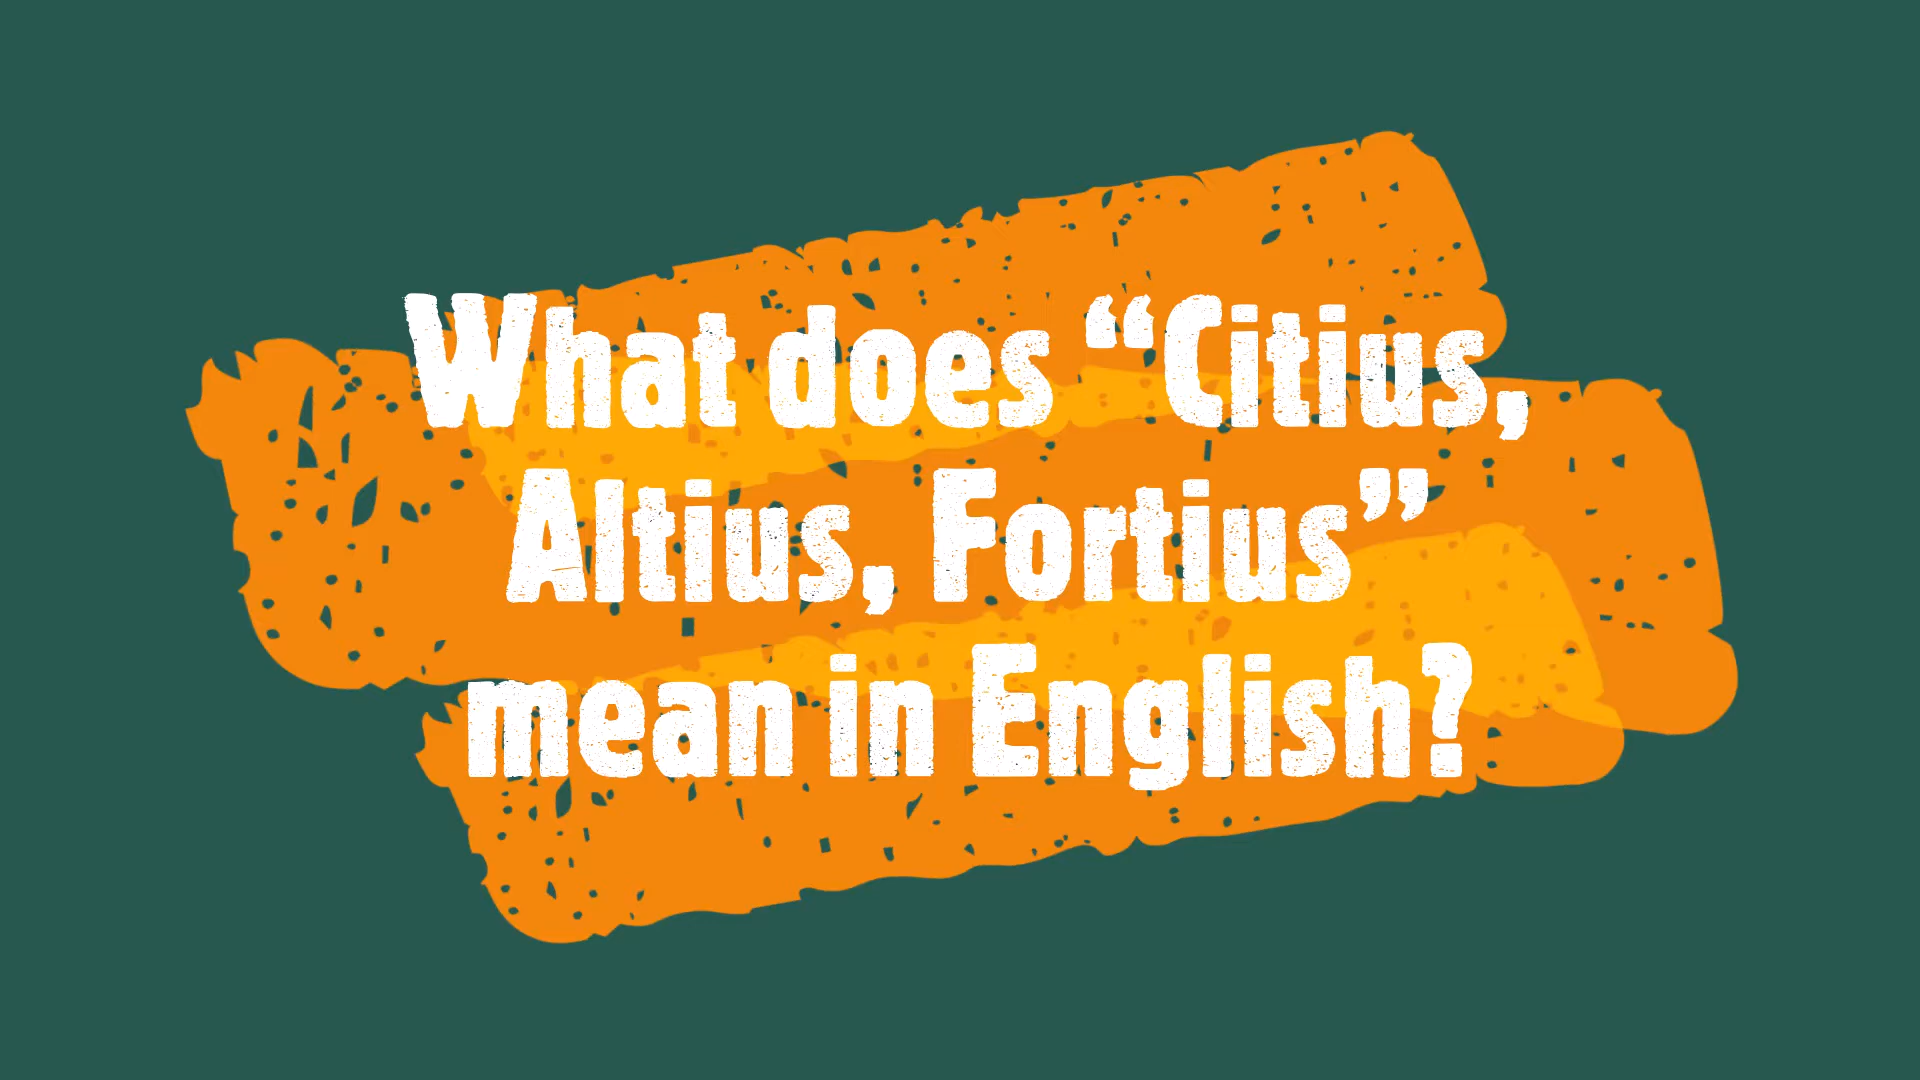 What does “Citius,
Altius, Fortius”
mean in English?